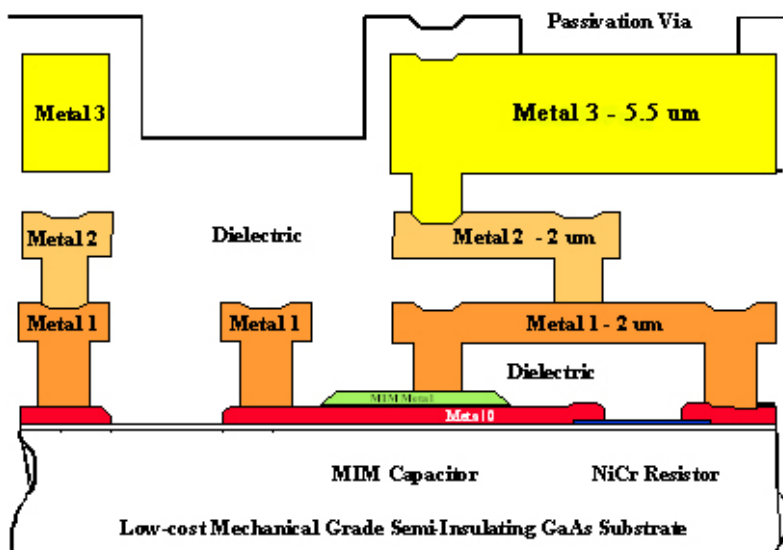 Passivation Via
Metal 3
Metal 3 - 5.5 um
Metal 2
Dielectric
Metal 2 - 2 um
Metal 1
Metal 1
Metal 1 - 2 um
Dielectric
MIM Metal
Metal 0
MIM Capacitor
NiCr Resistor
Low-cost Mechanical Grade Semi-Insulating GaAs Substrate